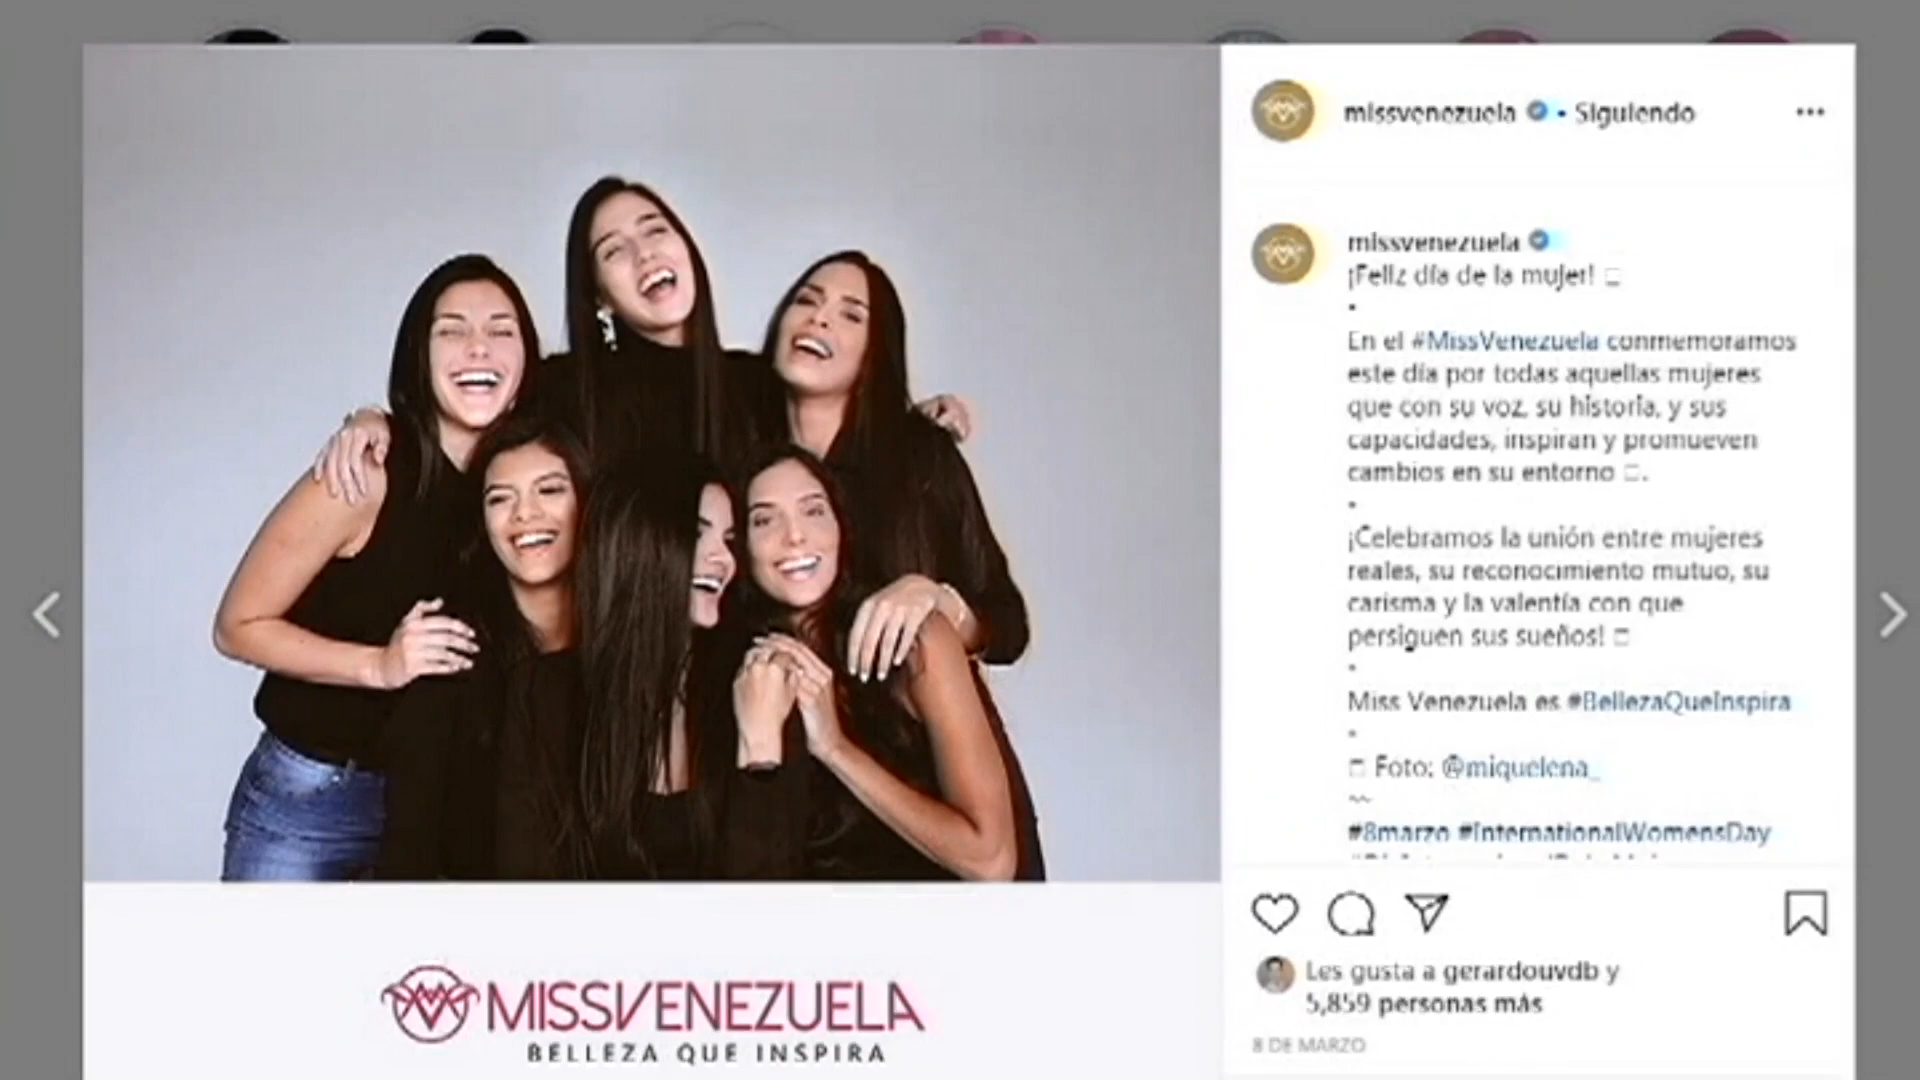 missvenezuela • Siguiendo
missvenezuela
¡Feliz día de la mujer!
•
En el #MissVenezuela conmemoramos
este día por todas aquellas mujeres
que con su voz, su historia, y sus
capacidades, inspiran y promueven
cambios en su entorno .
•
¡Celebramos la unión entre mujeres
reales, su reconocimiento mutuo, su
carisma y la valentía con que
persiguen sus sueños!
•
Miss Venezuela es #BellezaQueInspira
•
Foto: @miquelena_
#8marzo #InternationalWomensDay
Les gusta a gerardouvdb y
5,859 personas más
8 DE MARZO
MISSVENEZUELA
BELLEZA QUE INSPIRA